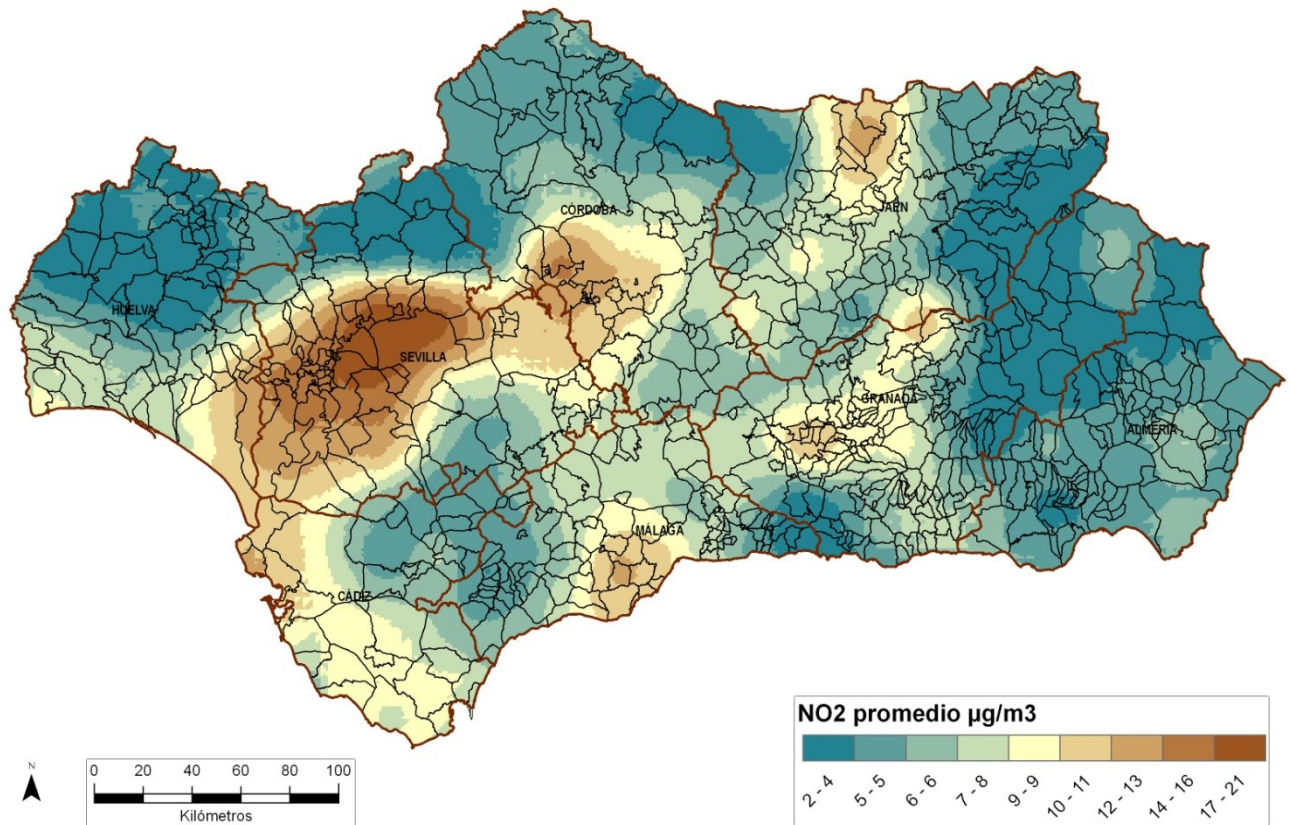 CÓRDOBA
JAÉN
HUELVA
SEVILLA
GRANADA
ALMERÍA
MÁLAGA
CÁDIZ
N
0 20 40 60 80 100
Kilómetros
NO2 promedio µg/m3
2 - 4 5 - 5 6 - 6 7 - 8 9 - 9 10 - 11 12 - 13 14 - 16 17 - 21